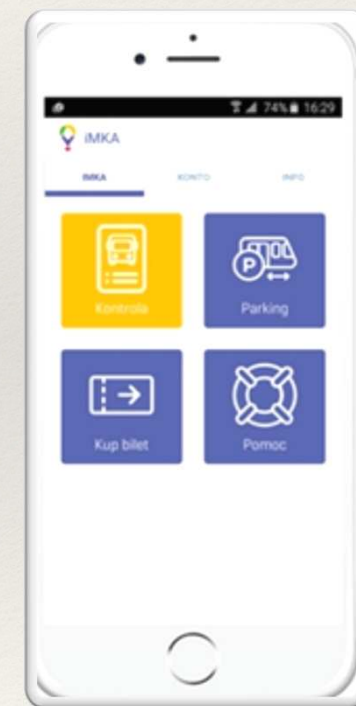 74% 16:29
iMKA
IMKA KONTO INFO
Kontrola
Parking
P
Kup bilet
Pomoc